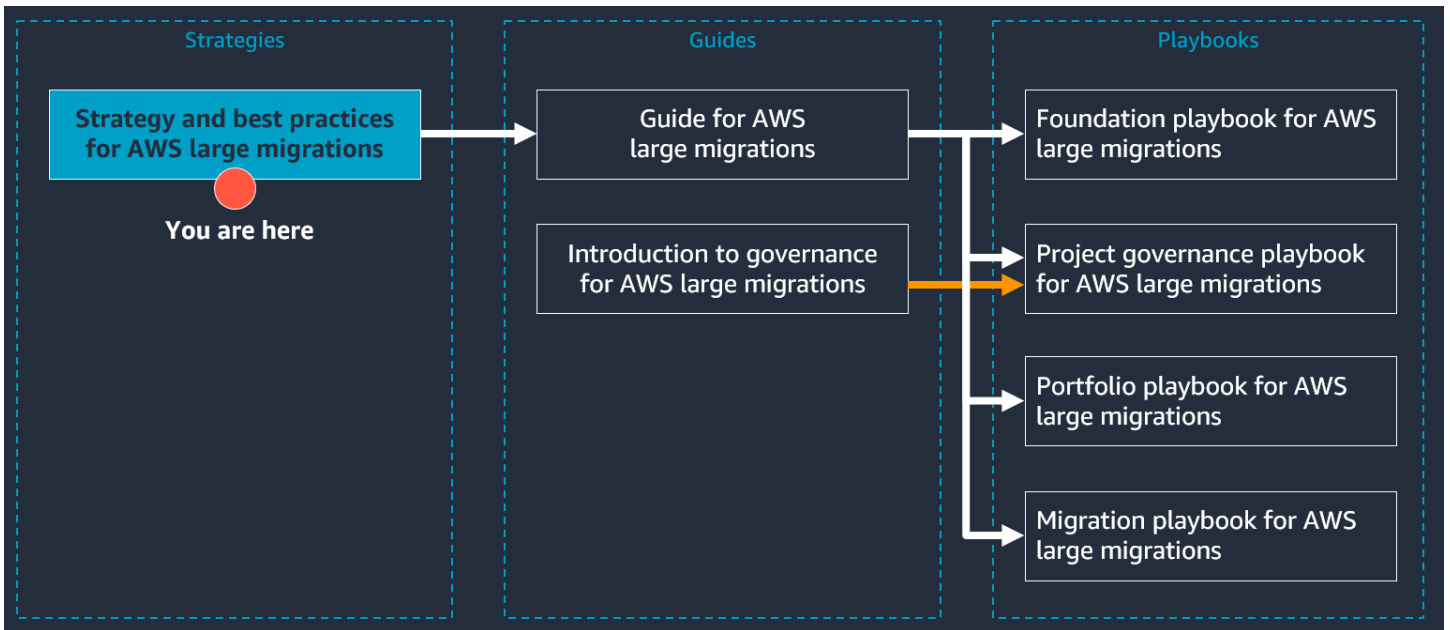 Strategies
Strategy and best practices
for AWS large migrations
You are here
Guides
Guide for AWS
large migrations
Introduction to governance
for AWS large migrations
Playbooks
Foundation playbook for AWS
large migrations
Project governance playbook
for AWS large migrations
Portfolio playbook for AWS
large migrations
Migration playbook for AWS
large migrations